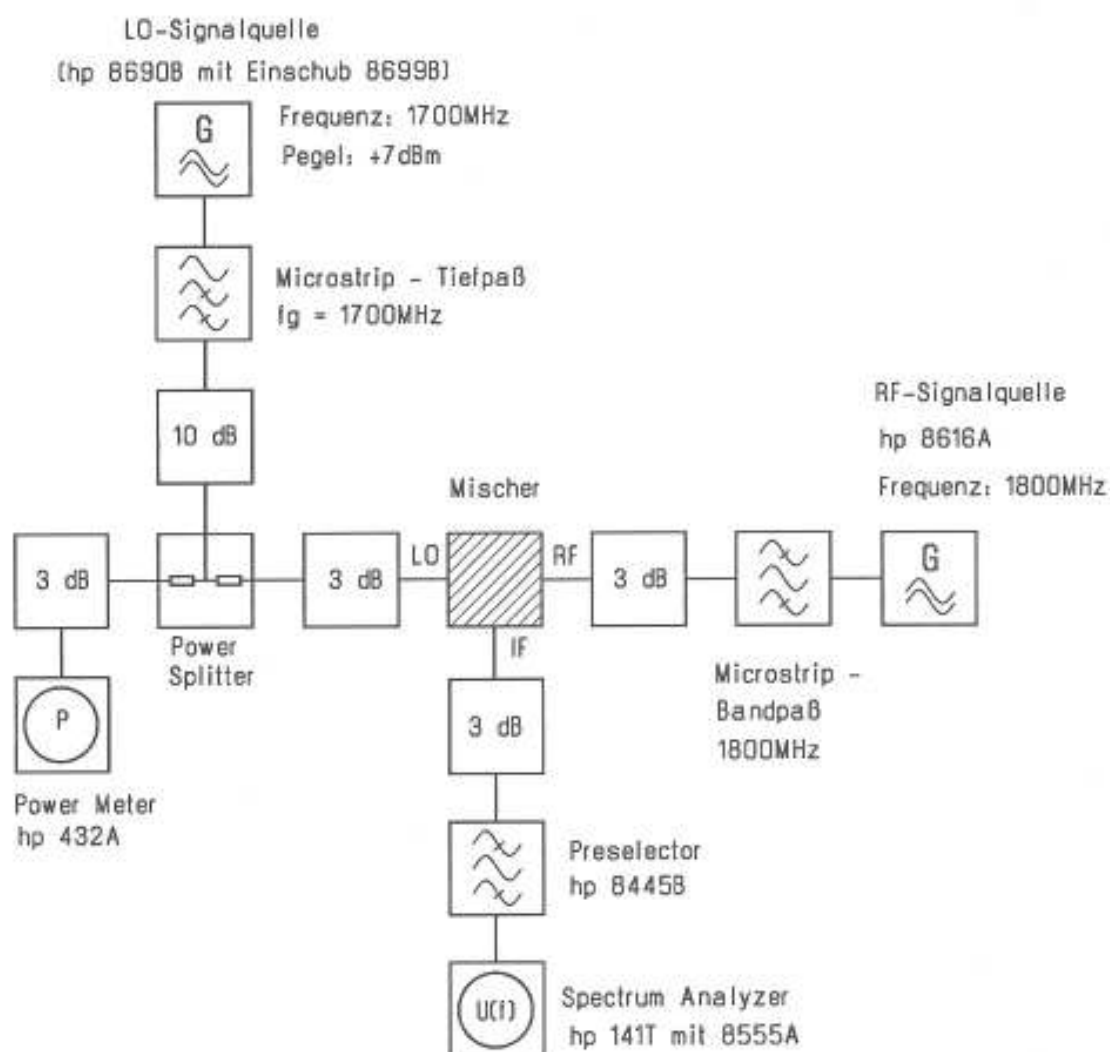 LO-Signalquelle
(hp 8690B mit Einschub 8699B)
G
Frequenz: 1700MHz
Pegel: +7dBm
Microstrip - Tiefpaß
fg = 1700MHz
10 dB
RF-Signalquelle
hp 8616A
Frequenz: 1800MHz
Mischer
3 dB
3 dB
LO
RF
3 dB
G
Power
Splitter
IF
Microstrip -
Bandpaß
1800MHz
P
3 dB
Power Meter
hp 432A
Preselector
hp 8445B
U(f)
Spectrum Analyzer
hp 141T mit 8555A